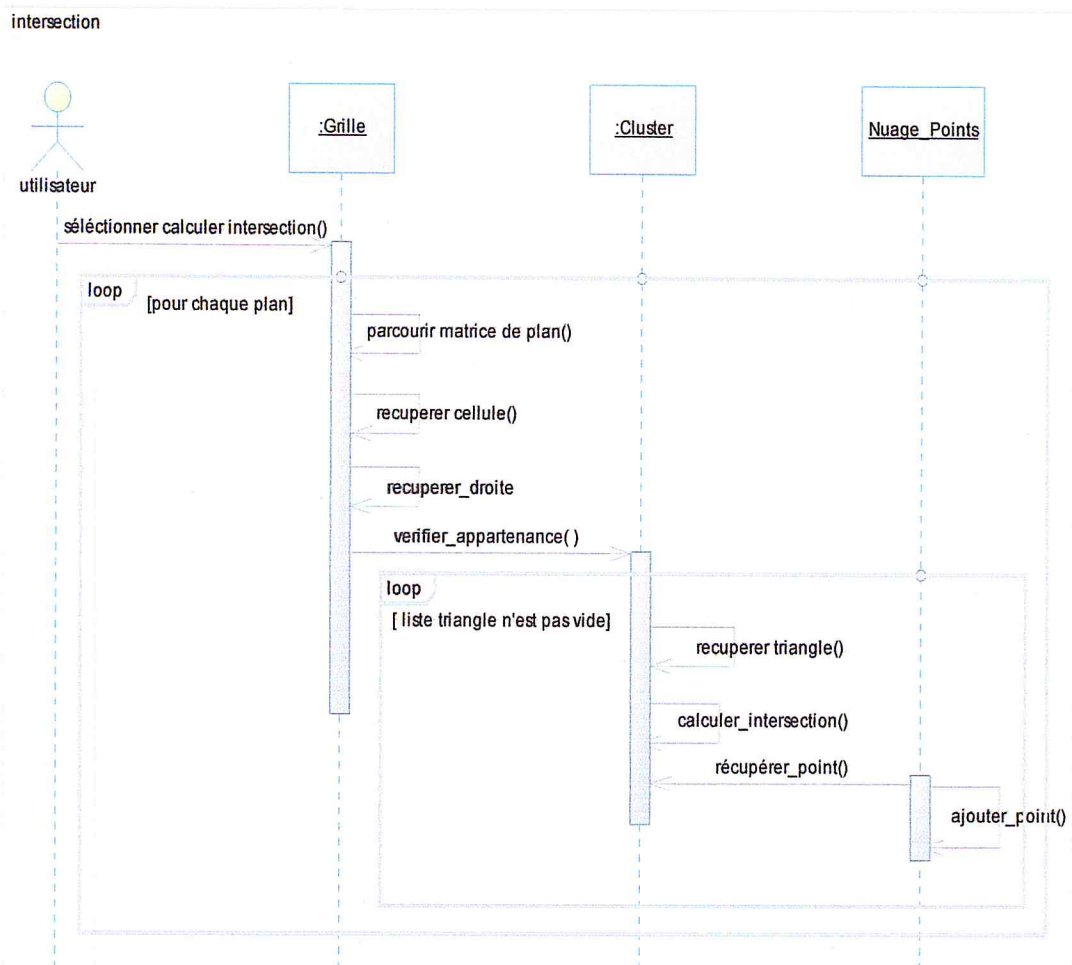 intersection
:Grille
:Cluster
Nuage_Points
utilisateur
séléctionner calculer intersection()
loop
[pour chaque plan]
parcourir matrice de plan()
recuperer cellule()
recuperer_droite
verifier_appartenance( )
loop
[ liste triangle n'est pas vide]
recuperer triangle()
calculer_intersection()
récupérer_point()
ajouter_point()